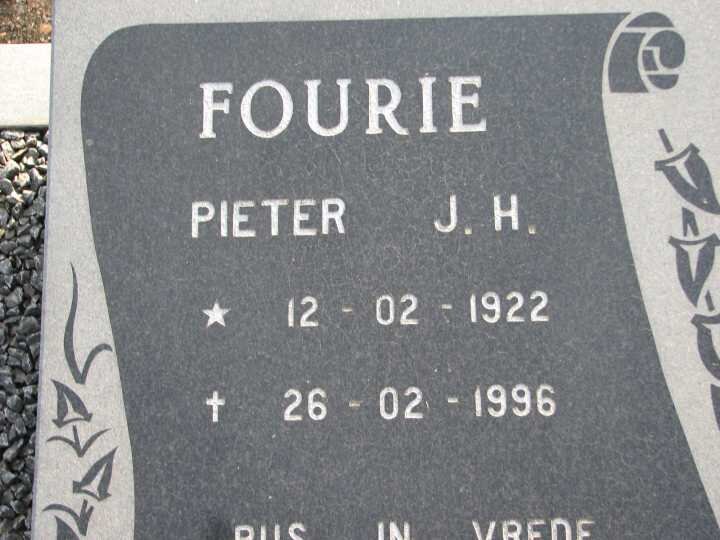 FOURIE
PIETER J. H.
★ 12 - 02 - 1922
✝ 26 - 02 - 1996
RUS IN VREDE